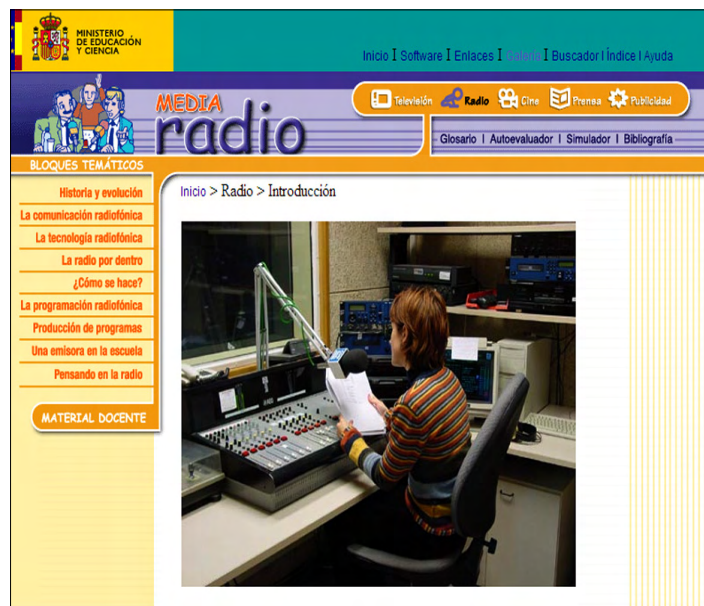 MINISTERIO
DE EDUCACIÓN
Y CIENCIA
Inicio I Software I Enlaces I Galería I Buscador I Índice I Ayuda
MEDIA
radio
Televisión Radio Cine Prensa Publicidad
Glosario I Autoevaluador I Simulador I Bibliografía
BLOQUES TEMÁTICOS
Inicio > Radio > Introducción
Historia y evolución
La comunicación radiofónica
La tecnología radiofónica
La radio por dentro
¿Cómo se hace?
La programación radiofónica
Producción de programas
Una emisora en la escuela
Pensando en la radio
MATERIAL DOCENTE